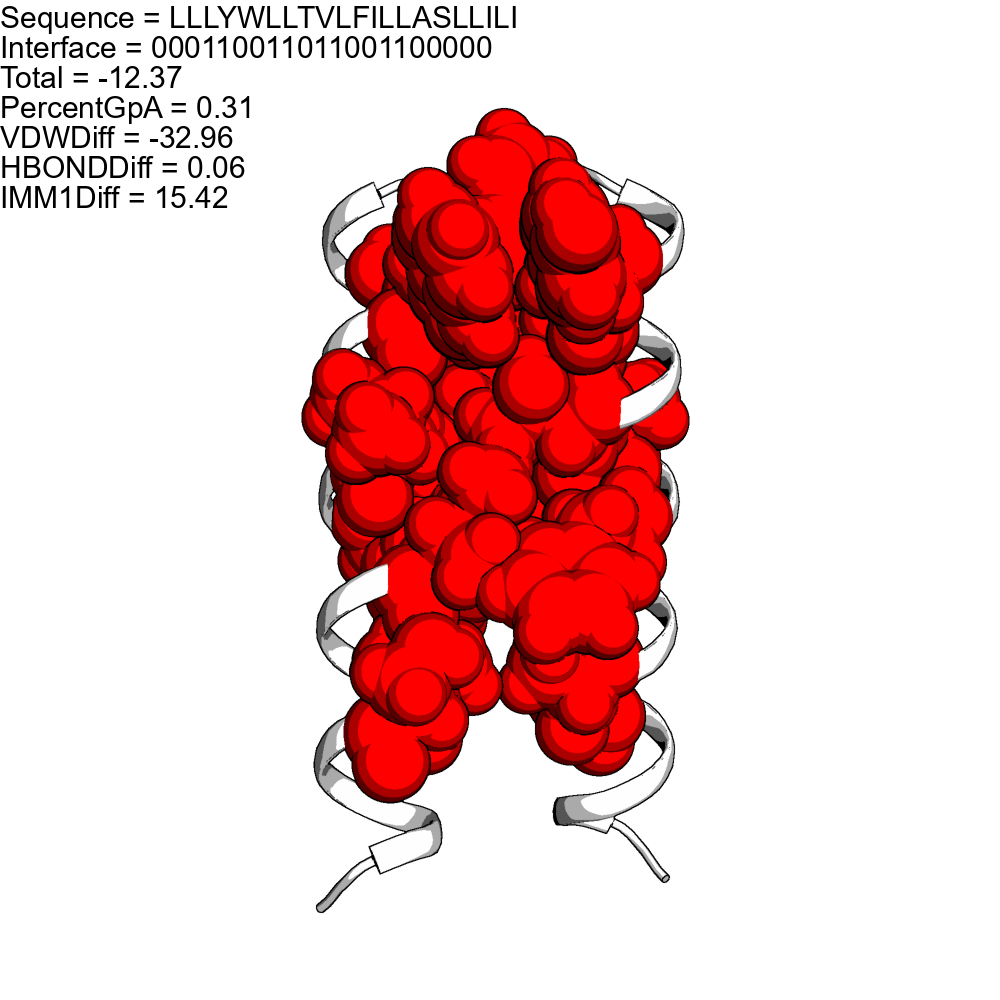 Sequence = LLLYWLLTVLFILLASLLILI
Interface = 000110011011001100000
Total = -12.37
PercentGpA = 0.31
VDWDiff = -32.96
HBONDDiff = 0.06
IMM1Diff = 15.42